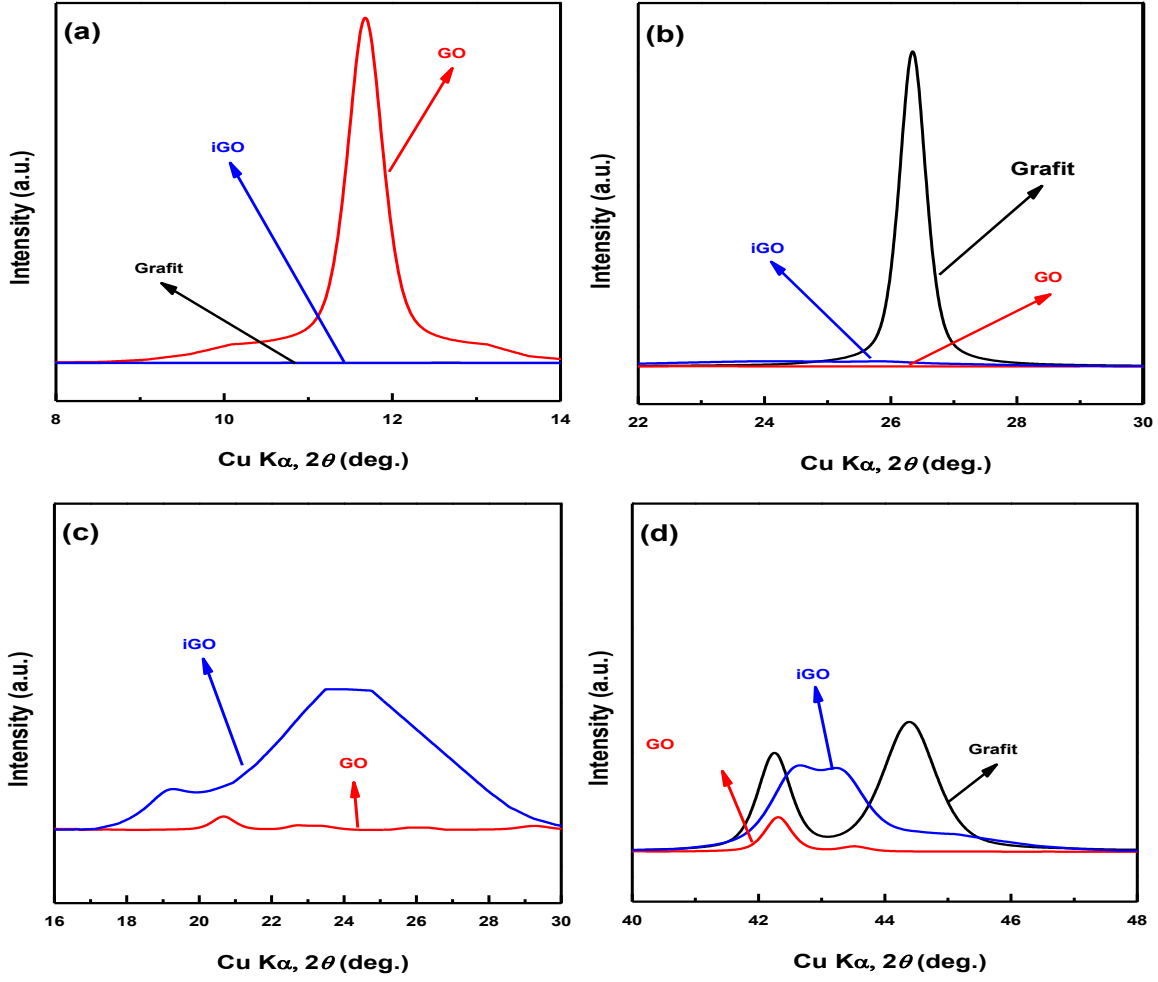 (a)
GO
iGO
Grafit
Intensity (a.u.)
8 10 12 14
Cu Kα, 2θ (deg.)
(b)
Grafit
iGO
GO
Intensity (a.u.)
22 24 26 28 30
Cu Kα, 2θ (deg.)
(c)
iGO
GO
Intensity (a.u.)
16 18 20 22 24 26 28 30
Cu Kα, 2θ (deg.)
(d)
iGO
GO
Grafit
Intensity (a.u.)
40 42 44 46 48
Cu Kα, 2θ (deg.)